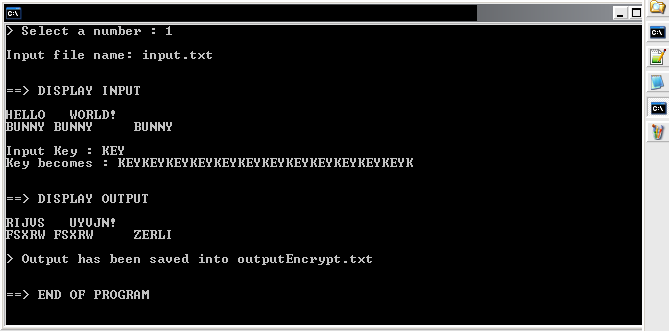 > Select a number : 1
Input file name: input.txt
==> DISPLAY INPUT
HELLO   WORLD!
BUNNY BUNNY     BUNNY
Input Key : KEY
Key becomes : KEYKEYKEYKEYKEYKEYKEYKEYKEYKEYKEYKEYK
==> DISPLAY OUTPUT
RIJVS   UYVJN!
FSXRW FSXRW     ZERLI
> Output has been saved into outputEncrypt.txt
==> END OF PROGRAM